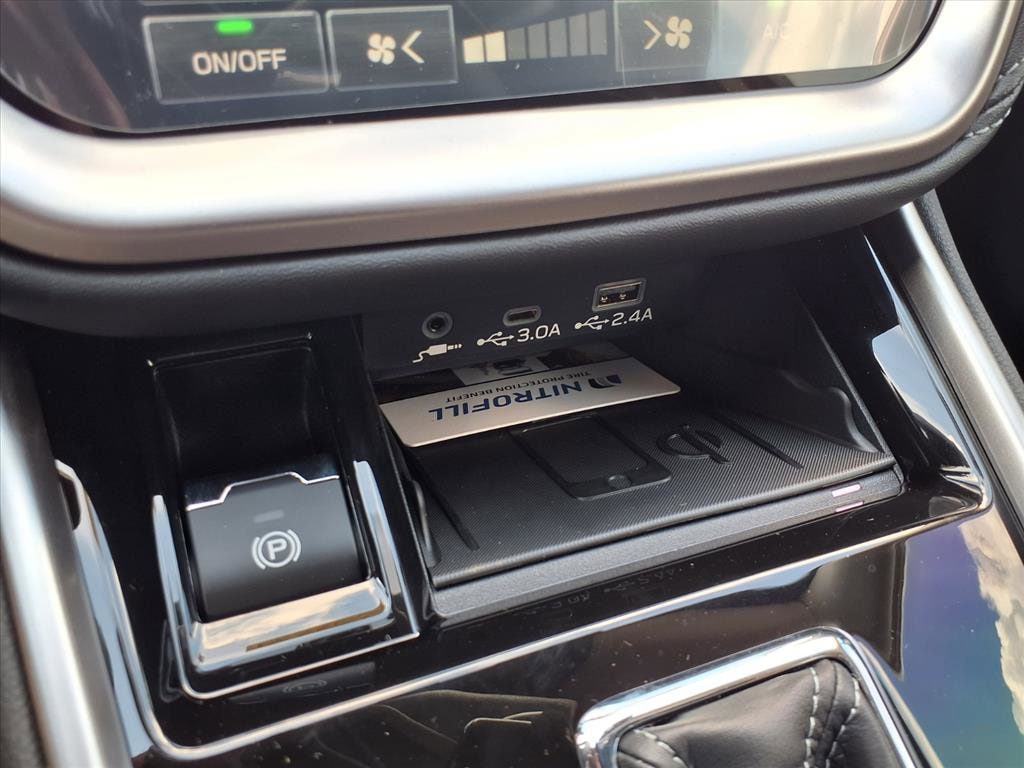 ON/OFF
A/C
3.0A
2.4A
NITROFILL
TIRE PROTECTION BENEFIT
P